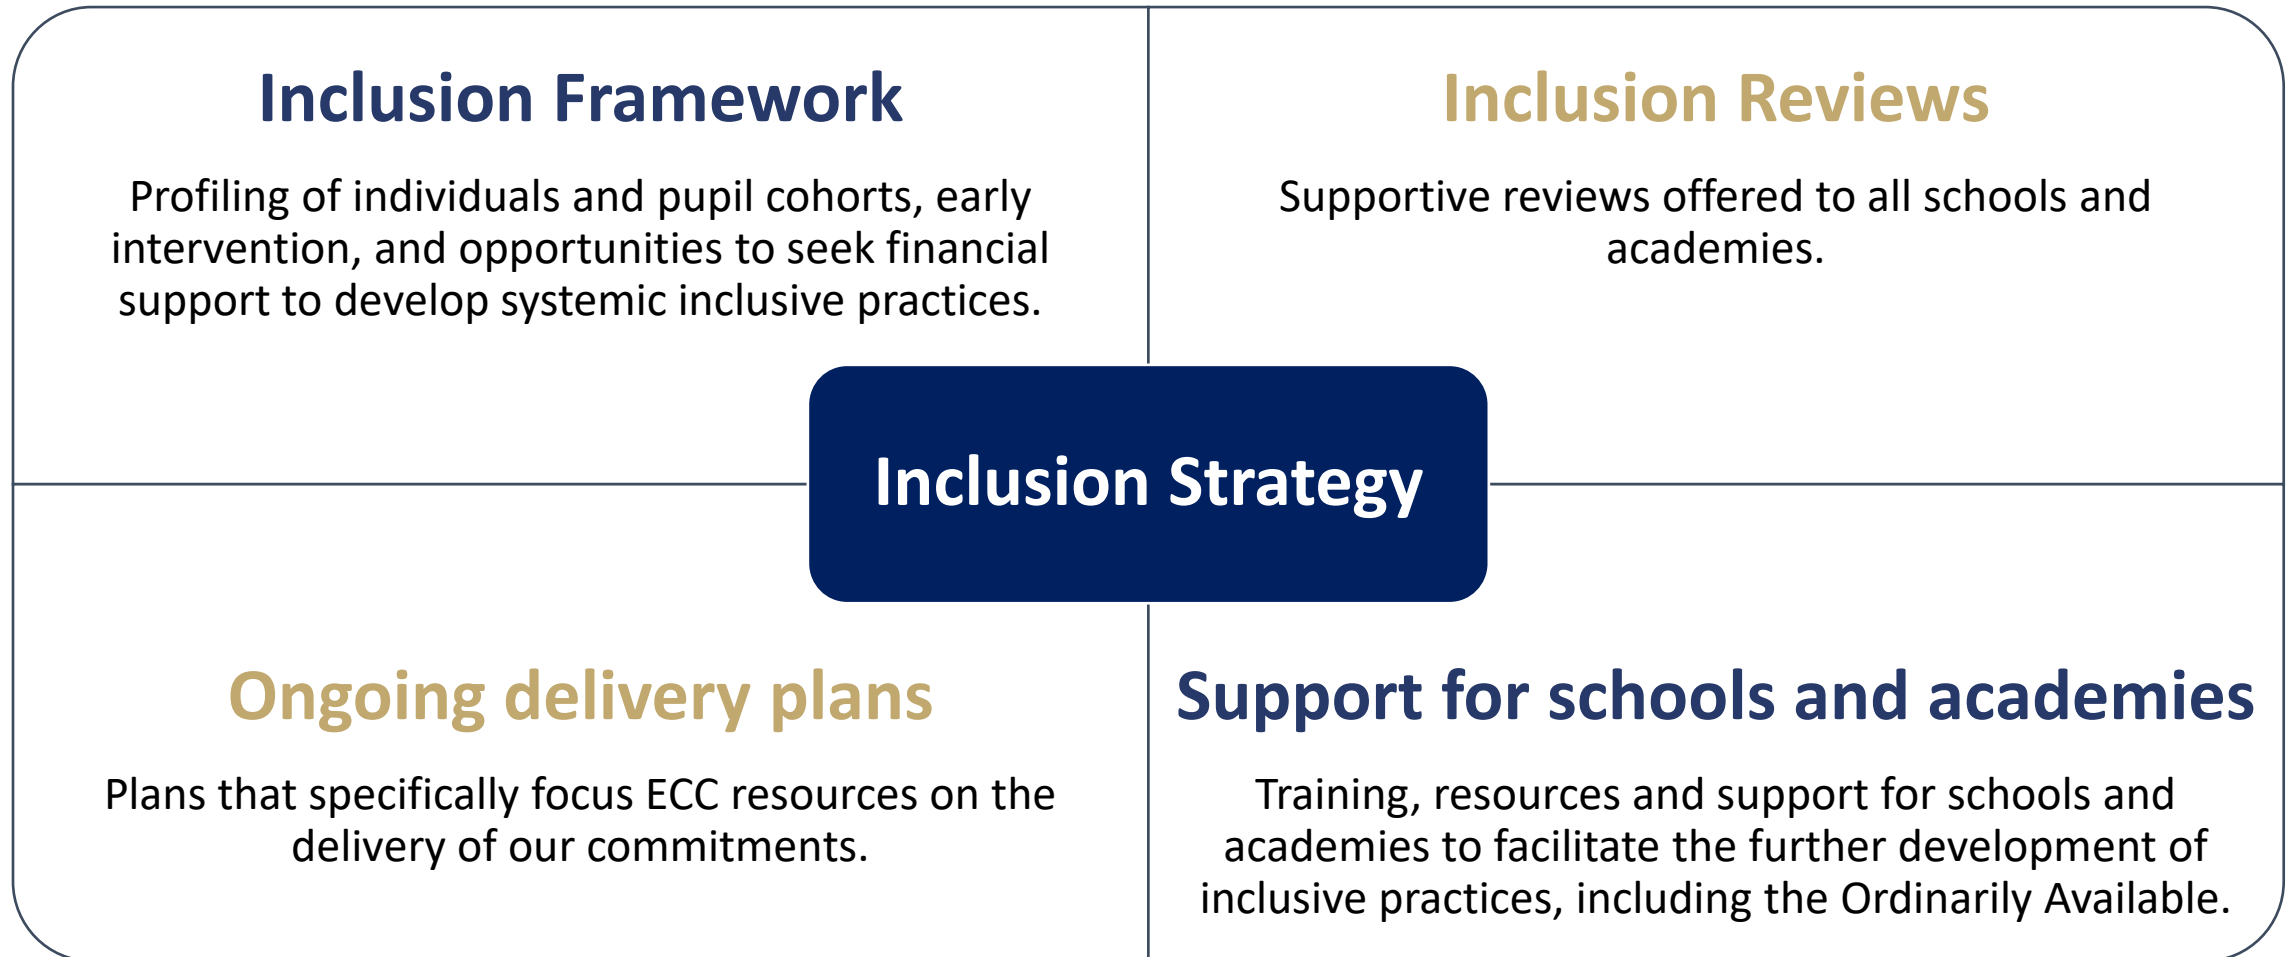 Inclusion Framework
Profiling of individuals and pupil cohorts, early
intervention, and opportunities to seek financial
support to develop systemic inclusive practices.
Inclusion Reviews
Supportive reviews offered to all schools and
academies.
Inclusion Strategy
Ongoing delivery plans
Plans that specifically focus ECC resources on the
delivery of our commitments.
Support for schools and academies
Training, resources and support for schools and
academies to facilitate the further development of
inclusive practices, including the Ordinarily Available.